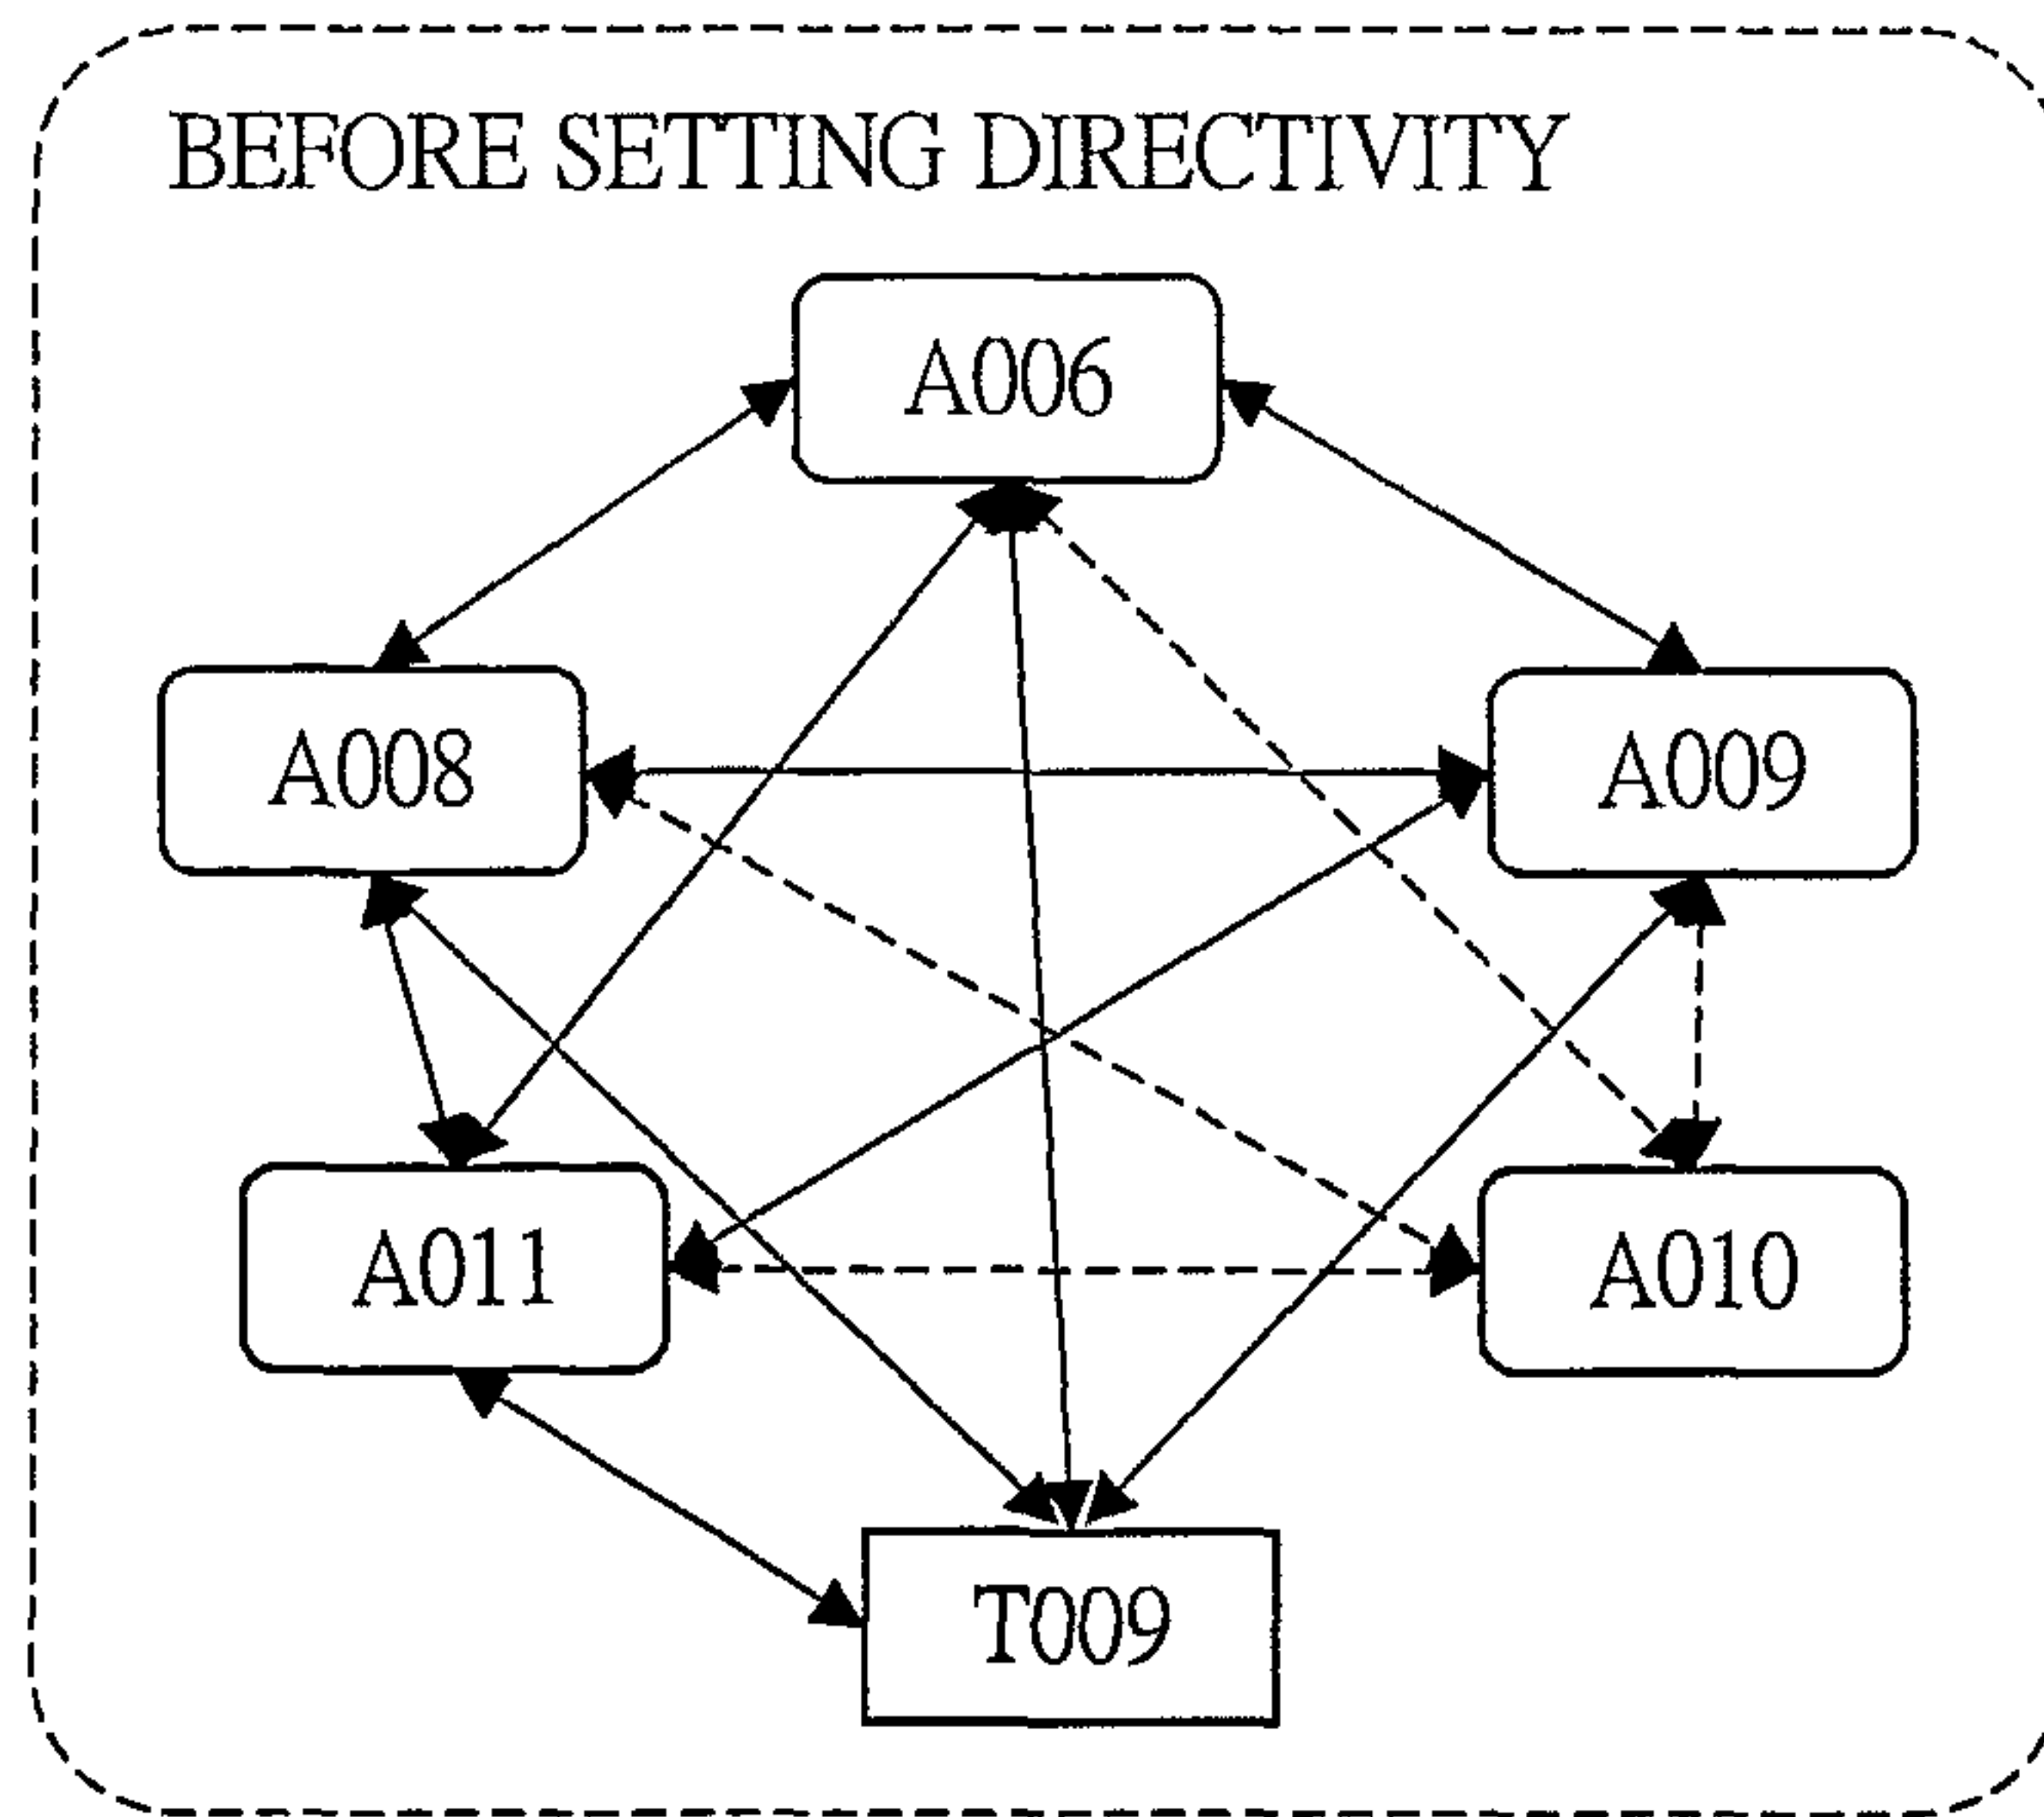 BEFORE SETTING DIRECTIVITY
A006
A008
A009
A011
A010
T009